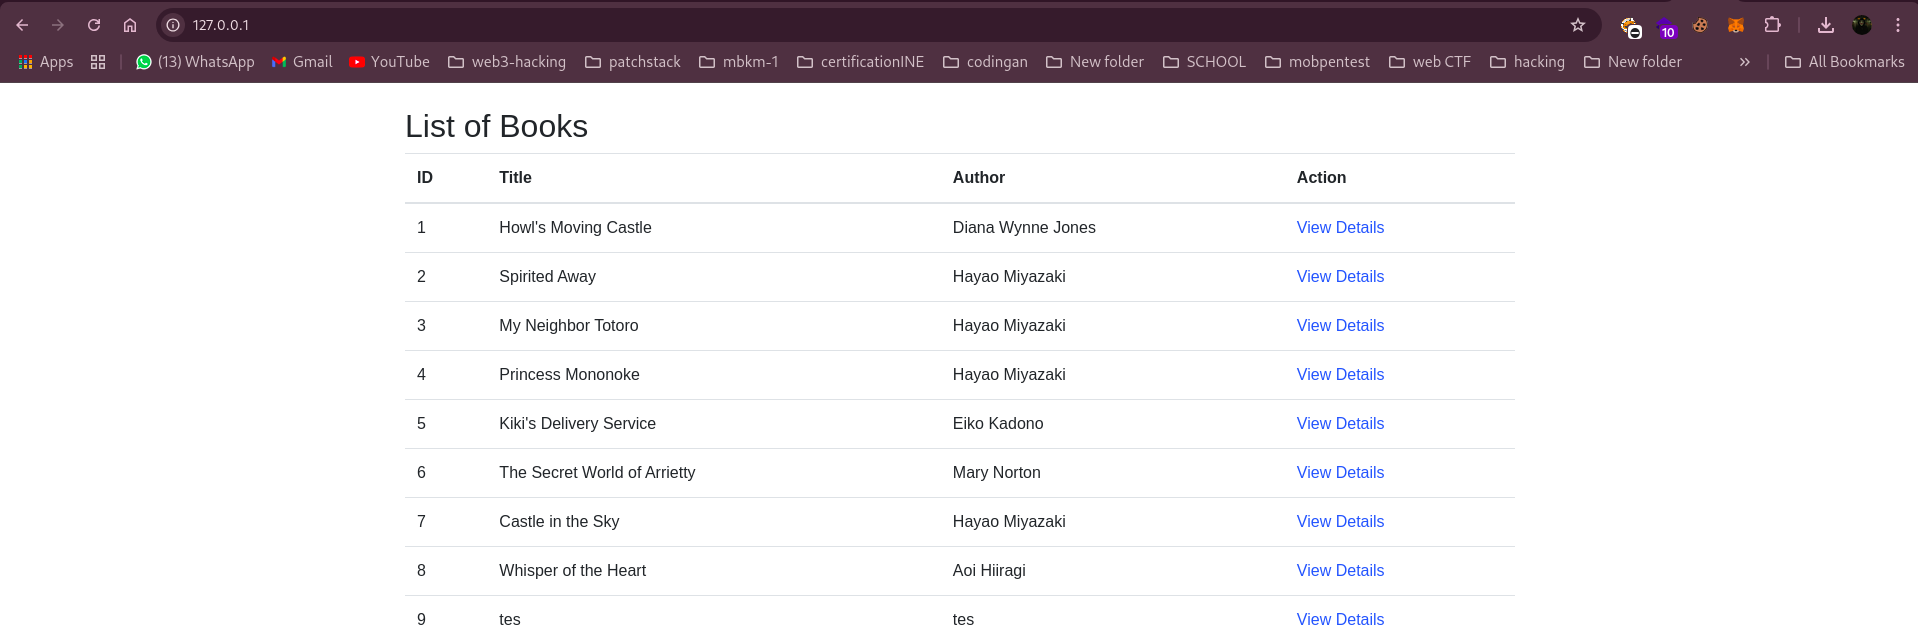 127.0.0.1
10
Apps (13) WhatsApp Gmail YouTube web3-hacking patchstack mbkm-1 certificationINE codingan New folder SCHOOL mobpentest web CTF hacking New folder » All Bookmarks
List of Books
ID Title Author Action
1 Howl's Moving Castle Diana Wynne Jones View Details
2 Spirited Away Hayao Miyazaki View Details
3 My Neighbor Totoro Hayao Miyazaki View Details
4 Princess Mononoke Hayao Miyazaki View Details
5 Kiki's Delivery Service Eiko Kadono View Details
6 The Secret World of Arrietty Mary Norton View Details
7 Castle in the Sky Hayao Miyazaki View Details
8 Whisper of the Heart Aoi Hiiragi View Details
9 tes tes View Details